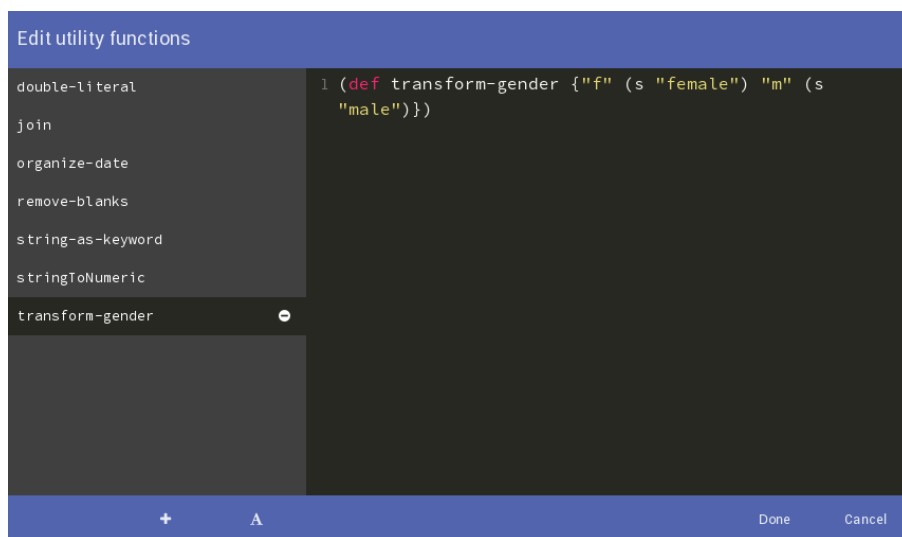 Edit utility functions
double-literal
join
organize-date
remove-blanks
string-as-keyword
stringToNumeric
transform-gender
1 (def transform-gender {"f" (s "female") "m" (s
"male")})
A
Done Cancel